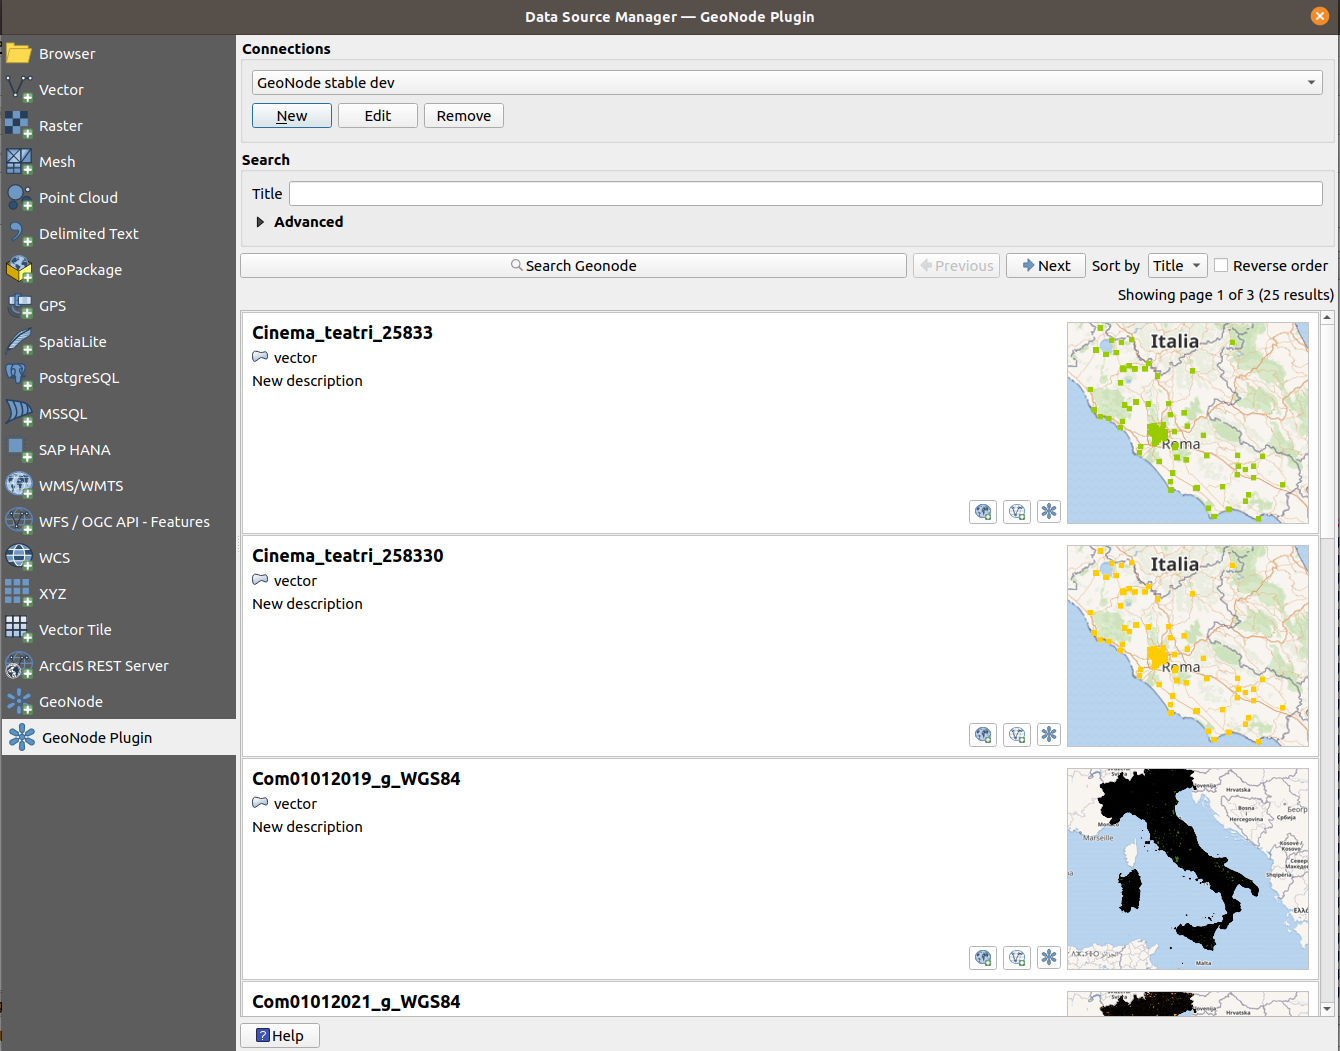 Data Source Manager — GeoNode Plugin
Browser
Vector
Raster
Mesh
Point Cloud
Delimited Text
GeoPackage
GPS
SpatiaLite
PostgreSQL
MSSQL
SAP HANA
WMS/WMTS
WFS / OGC API - Features
WCS
XYZ
Vector Tile
ArcGIS REST Server
GeoNode
GeoNode Plugin
Connections
GeoNode stable dev
New Edit Remove
Search
Title
Advanced
Search Geonode Previous Next Sort by Title Reverse order
Showing page 1 of 3 (25 results)
Cinema_teatri_25833
vector
New description
Italia
Roma
Cinema_teatri_258330
vector
New description
Italia
Roma
Com01012019_g_WGS84
vector
New description
Hrvatska
Bosna
Hercegovina
Србија
Marseille
Shqipëria
Malta
Com01012021_g_WGS84
Hrvatska
Help